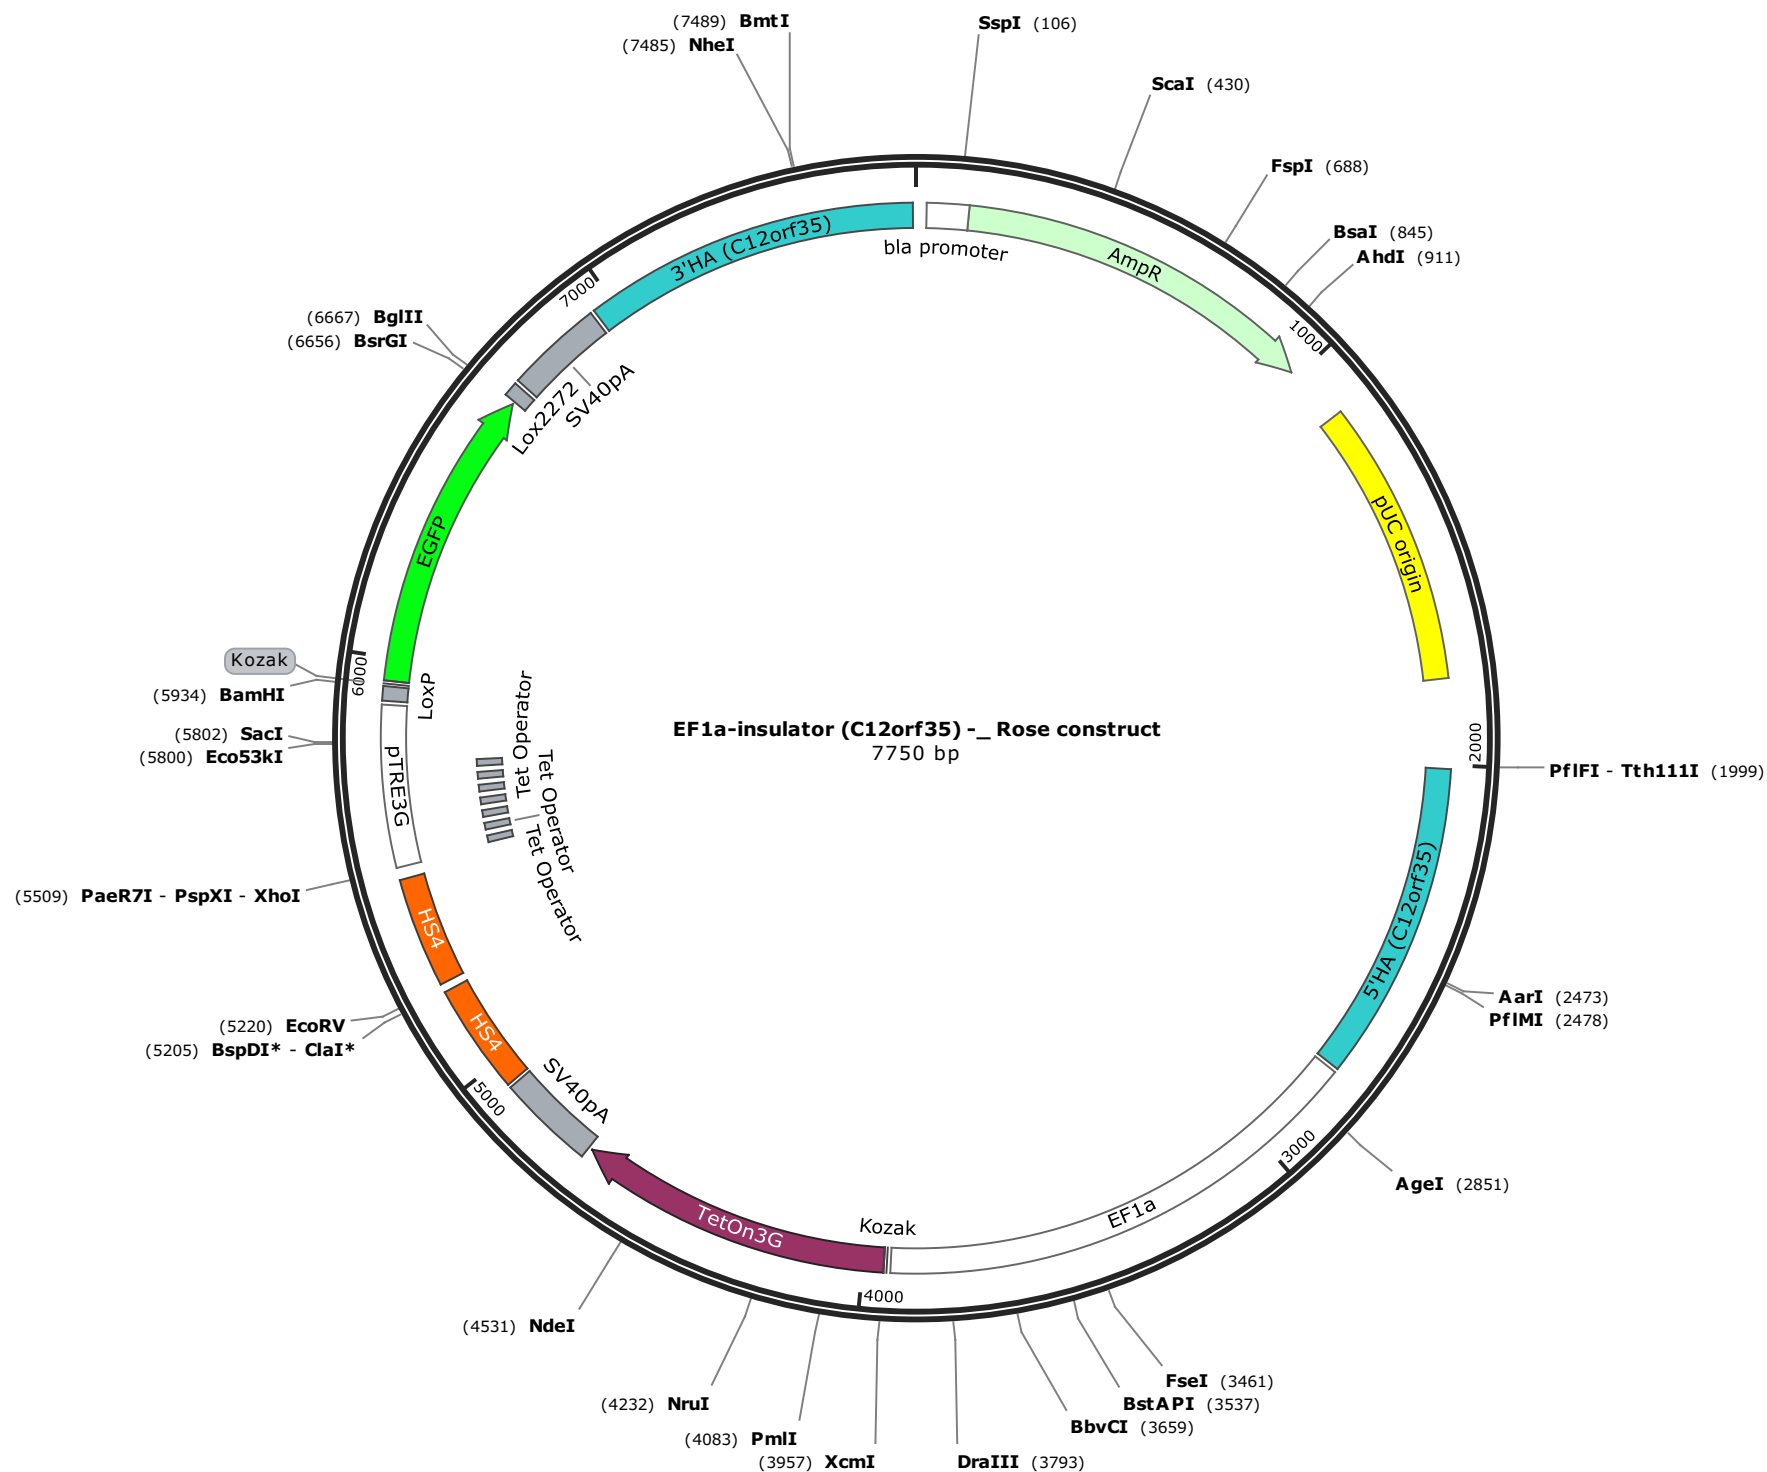 (7489) BmtI
(7485) NheI
SspI (106)
ScaI (430)
FspI (688)
BsaI (845)
AhdI (911)
3'HA (C12orf35)
bla promoter
AmpR
7000
1000
(6667) BglII
(6656) BsrGI
Lox2272
SV40pA
pUC origin
EGFP
Kozak
6000
(5934) BamHI
LoxP
(5802) SacI
(5800) Eco53kI
pTRE3G
Tet Operator
Tet Operator
Tet Operator
EF1a-insulator (C12orf35) -_ Rose construct
7750 bp
2000
PflFI - Tth111I (1999)
(5509) PaeR7I - PspXI - XhoI
HS4
5'HA (C12orf35)
AarI (2473)
PflMI (2478)
(5220) EcoRV
(5205) BspDI* - ClaI*
HS4
SV40pA
5000
3000
AgeI (2851)
EF1a
TetOn3G
Kozak
4000
(4531) NdeI
(4232) NruI
(4083) PmlI
(3957) XcmI
DraIII (3793)
FseI (3461)
BstAPI (3537)
BbvCI (3659)